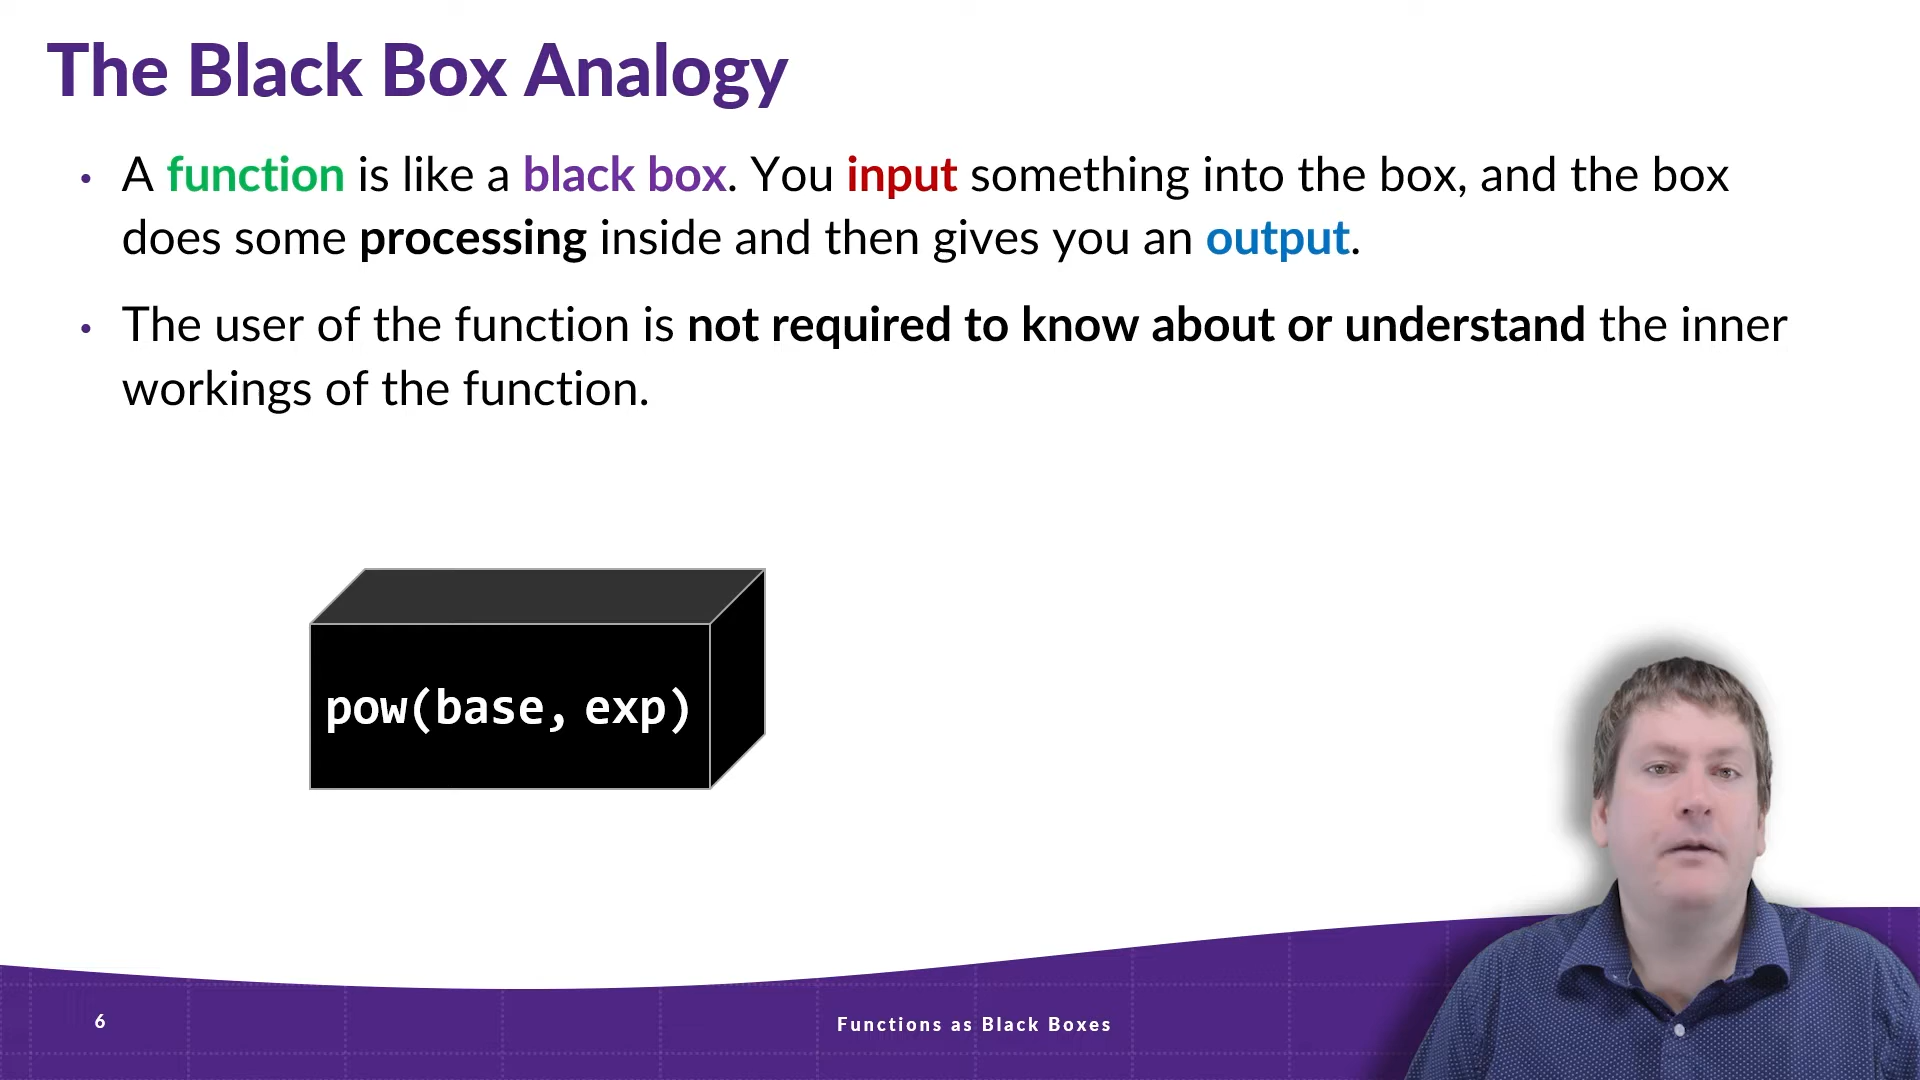 The Black Box Analogy
• A function is like a black box. You input something into the box, and the box
does some processing inside and then gives you an output.
• The user of the function is not required to know about or understand the inner
workings of the function.
pow(base, exp)
6
Functions as Black Boxes